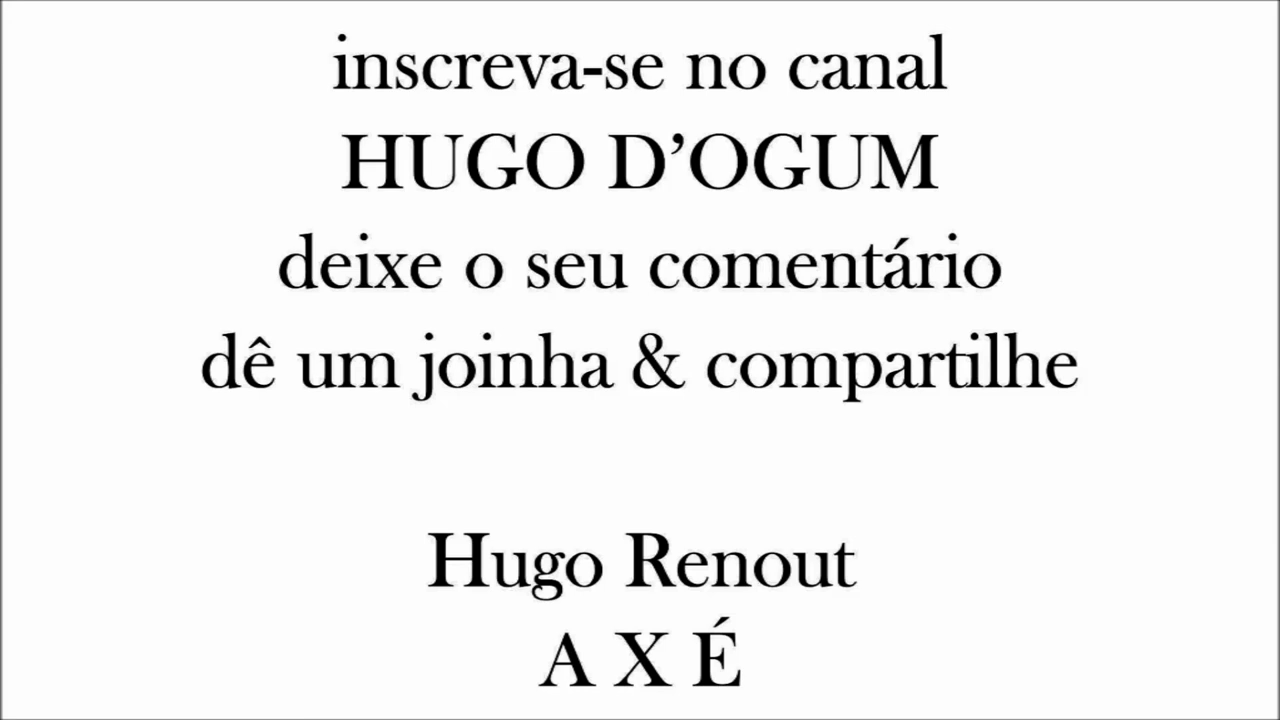 inscreva-se no canal
HUGO D’OGUM
deixe o seu comentário
dê um joinha & compartilhe
Hugo Renout
A X É